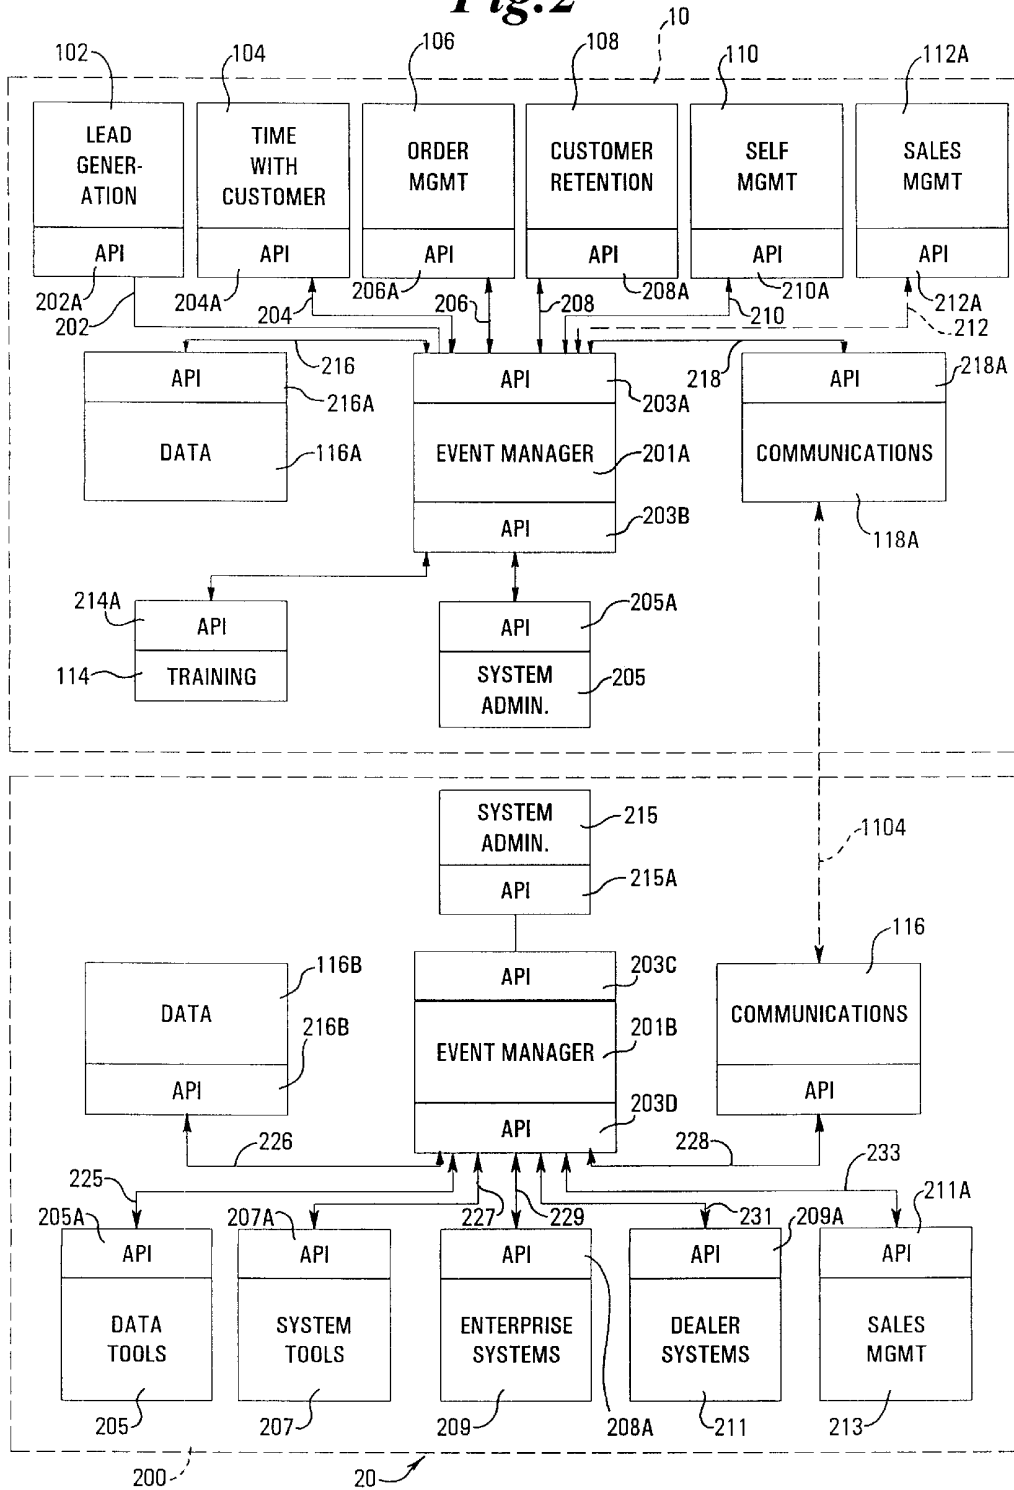 Fig.2
10
102
104
106
108
110
112A
LEAD
GENER-
ATION
TIME
WITH
CUSTOMER
ORDER
MGMT
CUSTOMER
RETENTION
SELF
MGMT
SALES
MGMT
API
API
API
API
API
API
202A
204A
206A
208A
210A
212A
202
204
206
208
210
212
216
218
API
216A
API
203A
API
218A
DATA
116A
EVENT MANAGER
201A
COMMUNICATIONS
API
203B
118A
214A
API
114
TRAINING
205A
API
SYSTEM
ADMIN.
205
1104
SYSTEM
ADMIN.
215
API
215A
116B
DATA
216B
API
API
203C
EVENT MANAGER
201B
API
203D
116
COMMUNICATIONS
API
226
228
233
225
227
229
231
205A
207A
209A
211A
API
API
API
API
API
DATA
TOOLS
SYSTEM
TOOLS
ENTERPRISE
SYSTEMS
DEALER
SYSTEMS
SALES
MGMT
205
207
209
208A
211
213
200
20